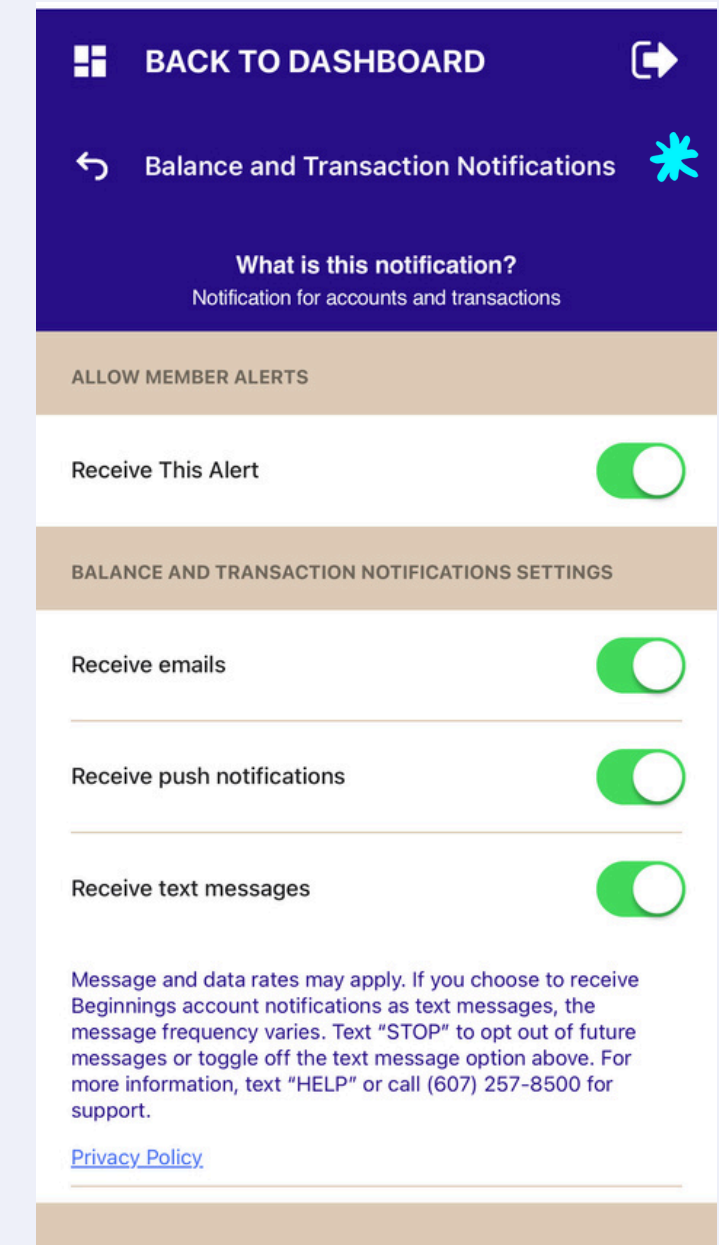 BACK TO DASHBOARD
Balance and Transaction Notifications
What is this notification?
Notification for accounts and transactions
ALLOW MEMBER ALERTS
Receive This Alert
BALANCE AND TRANSACTION NOTIFICATIONS SETTINGS
Receive emails
Receive push notifications
Receive text messages
Message and data rates may apply. If you choose to receive
Beginnings account notifications as text messages, the
message frequency varies. Text “STOP” to opt out of future
messages or toggle off the text message option above. For
more information, text “HELP” or call (607) 257-8500 for
support.
Privacy Policy